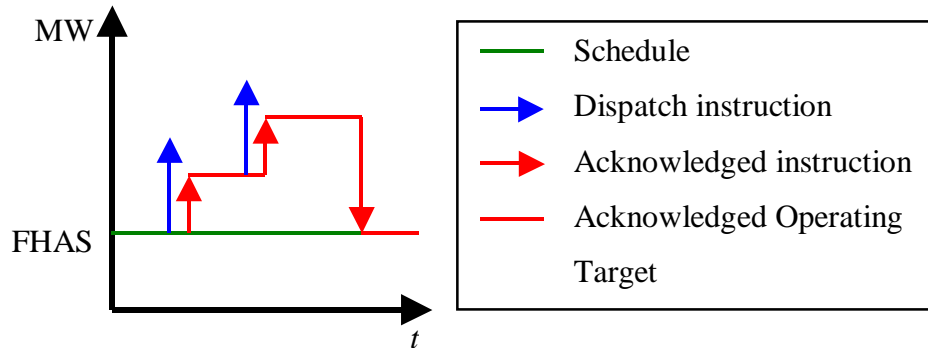 MW
FHAS
t
Schedule
Dispatch instruction
Acknowledged instruction
Acknowledged Operating
Target